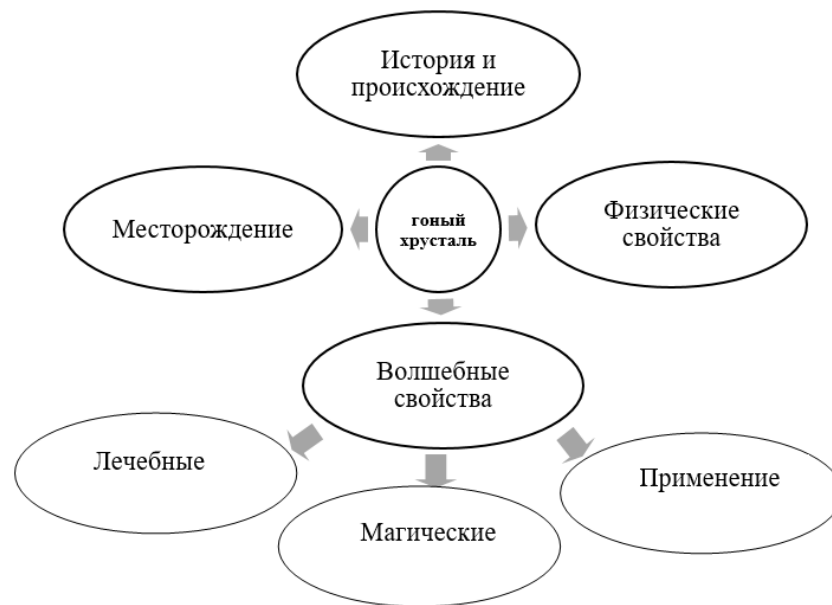 История и
происхождение
Месторождение
гоный
хрусталь
Физические
свойства
Волшебные
свойства
Лечебные
Магические
Применение